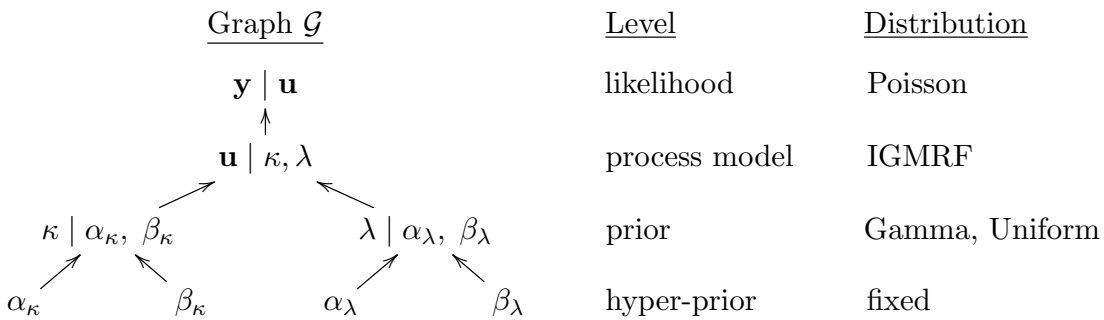 Graph 𝒢 Level Distribution
y | u likelihood Poisson
u | κ, λ process model IGMRF
κ | α_κ, β_κ λ | α_λ, β_λ prior Gamma, Uniform
α_κ β_κ α_λ β_λ hyper-prior fixed